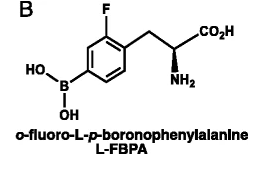 B
F
CO₂H
HO
B
NH₂
OH
o-fluoro-L-p-boronophenylalanine
L-FBPA